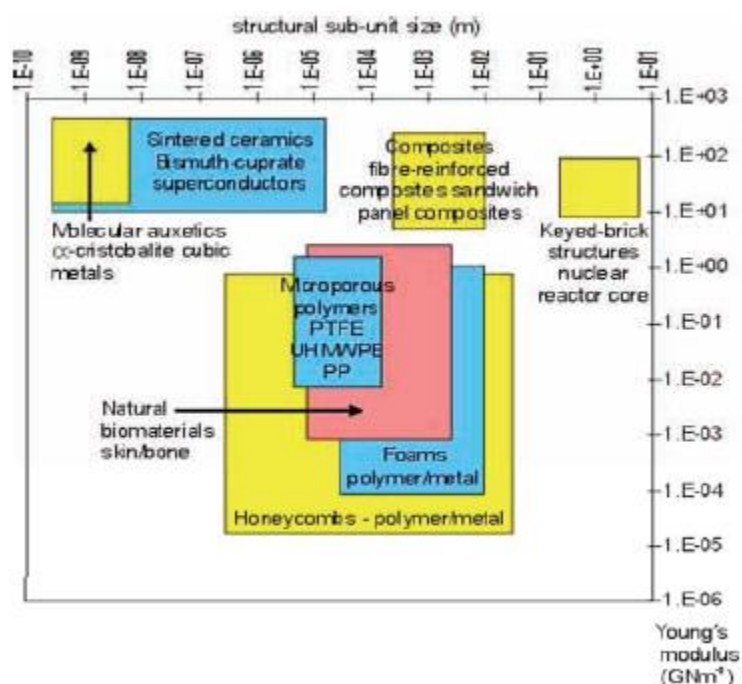 structural sub-unit size (m)
1.E-10
1.E-09
1.E-08
1.E-07
1.E-06
1.E-05
1.E-04
1.E-03
1.E-02
1.E-01
1.E+00
1.E-01
1.E+03
1.E+02
1.E+01
1.E+00
1.E-01
1.E-02
1.E-03
1.E-04
1.E-05
1.E-06
Sintered ceramics
Bismuth-cuprate
superconductors
Composites
fibre-reinforced
composites sandwich
panel composites
Molecular auxetics
α-cristobalite cubic
metals
Keyed-brick
structures
nuclear
reactor core
Microporous
polymers
PTFE
UHMWPE
PP
Natural
biomaterials
skin/bone
Foams
polymer/metal
Honeycombs - polymer/metal
Young's
modulus